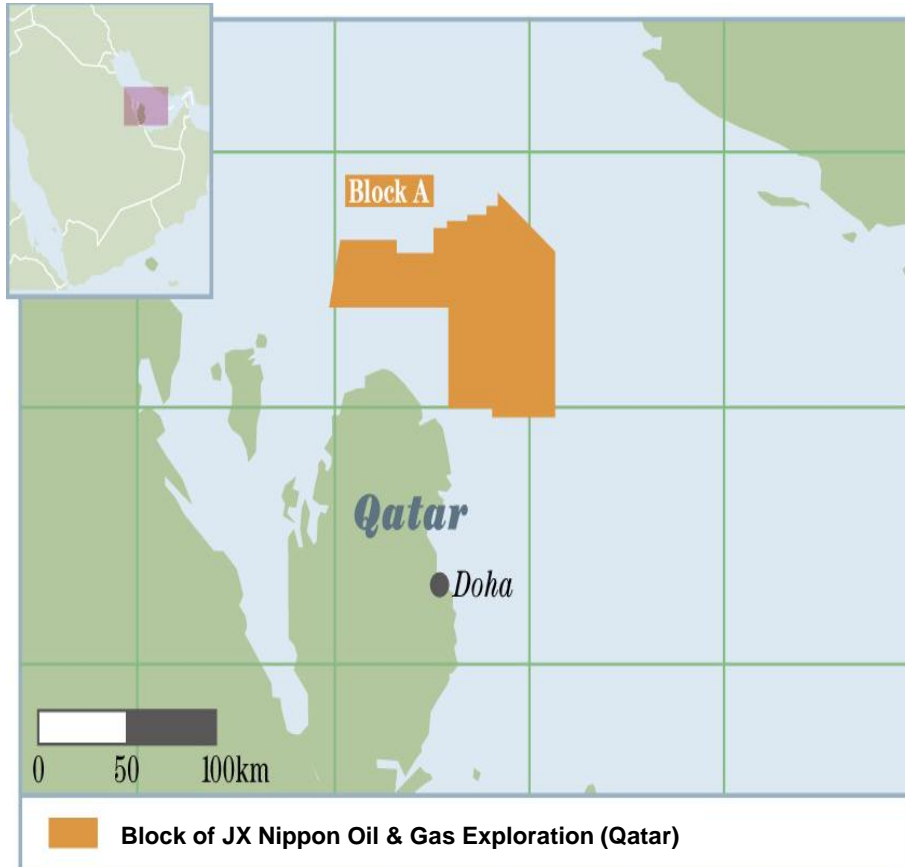 Block A
Qatar
Doha
0 50 100km
Block of JX Nippon Oil & Gas Exploration (Qatar)